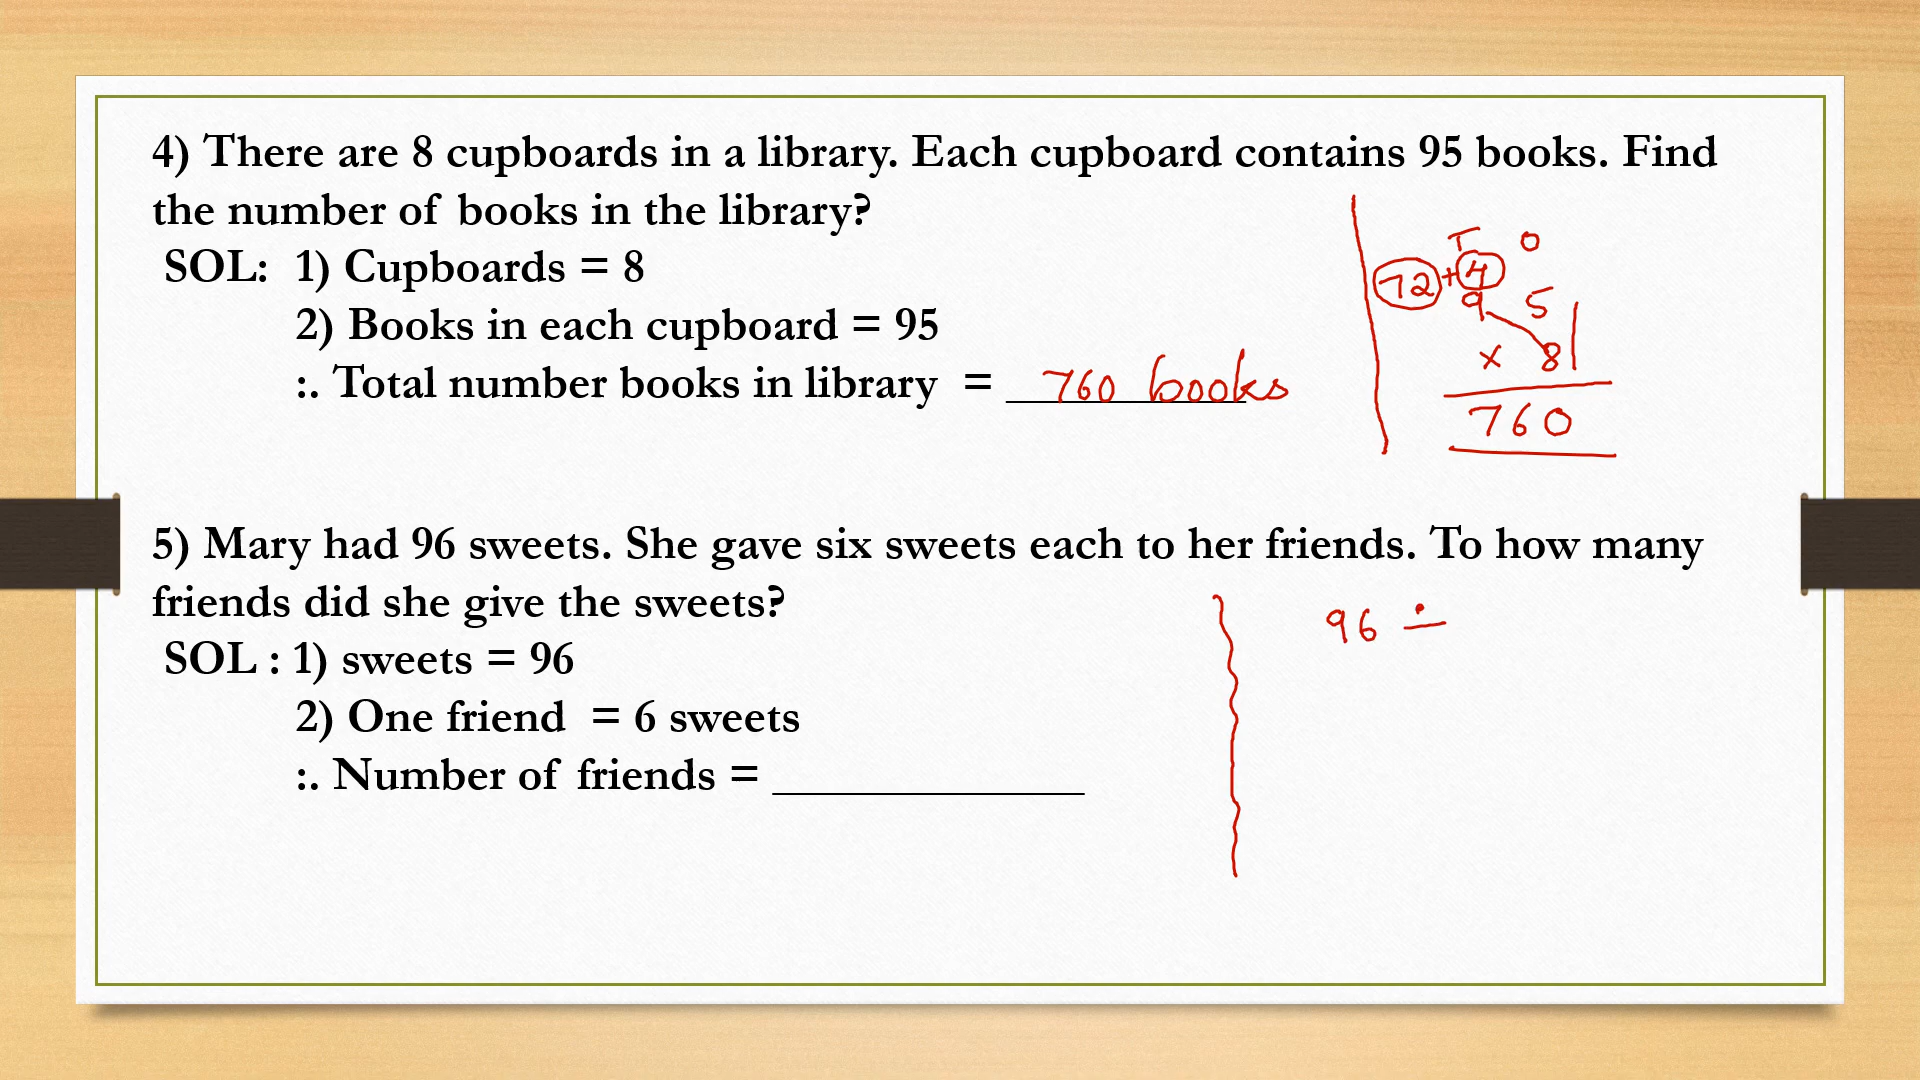 4) There are 8 cupboards in a library. Each cupboard contains 95 books. Find
the number of books in the library?
SOL: 1) Cupboards = 8
2) Books in each cupboard = 95
:. Total number books in library = 760 books
T O
72 + 4
9 5
x 8
760
5) Mary had 96 sweets. She gave six sweets each to her friends. To how many
friends did she give the sweets?
SOL : 1) sweets = 96
2) One friend = 6 sweets
:. Number of friends = ______________
96 ∸